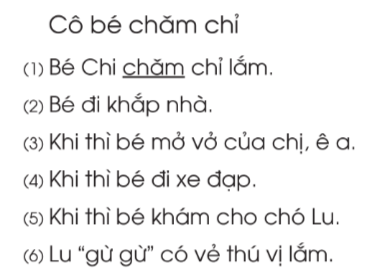 Cô bé chăm chỉ
(1) Bé Chi chăm chỉ lắm.
(2) Bé đi khắp nhà.
(3) Khi thì bé mở vở của chị, ê a.
(4) Khi thì bé đi xe đạp.
(5) Khi thì bé khám cho chó Lu.
(6) Lu “gừ gừ” có vẻ thú vị lắm.